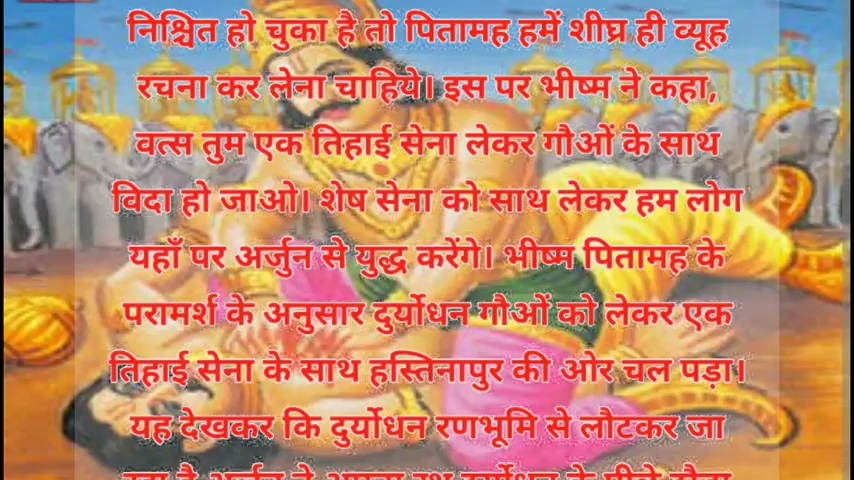 निश्चित हो चुका है तो पितामह हमें शीघ्र ही व्यूह
रचना कर लेना चाहिये। इस पर भीष्म ने कहा,
वत्स तुम एक तिहाई सेना लेकर गौओं के साथ
विदा हो जाओ। शेष सेना को साथ लेकर हम लोग
यहाँ पर अर्जुन से युद्ध करेंगे। भीष्म पितामह के
परामर्श के अनुसार दुर्योधन गौओं को लेकर एक
तिहाई सेना के साथ हस्तिनापुर की ओर चल पड़ा।
यह देखकर कि दुर्योधन रणभूमि से लौटकर जा